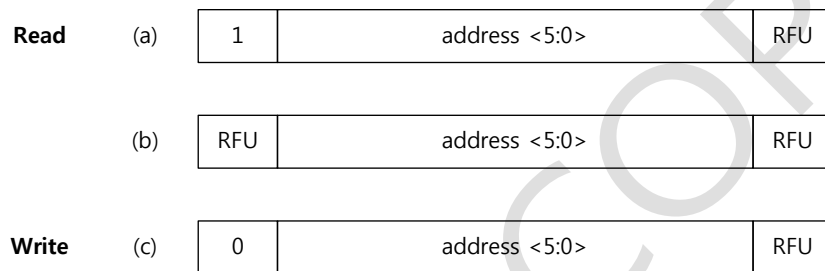 Read (a) 1 address <5:0> RFU
(b) RFU address <5:0> RFU
Write (c) 0 address <5:0> RFU